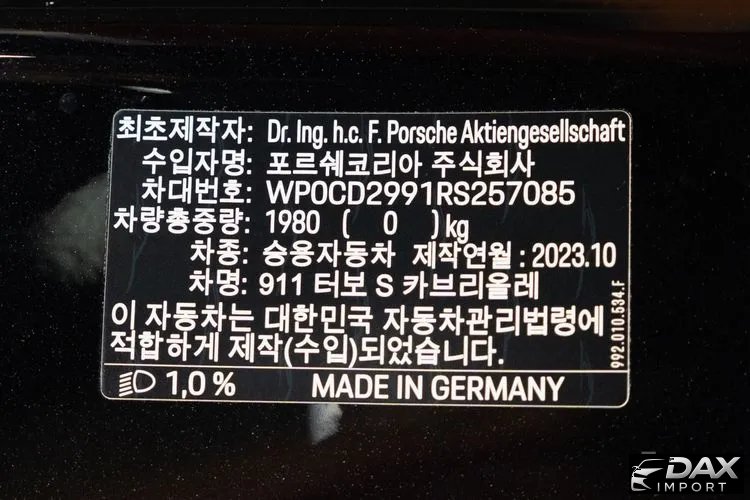 최초제작자: Dr. Ing. h.c. F. Porsche Aktiengesellschaft
수입자명: 포르쉐코리아 주식회사
차대번호: WP0CD2991RS257085
차량총중량: 1980 ( 0 )kg
차종: 승용자동차 제작연월 : 2023.10
차명: 911 터보 S 카브리올레
이 자동차는 대한민국 자동차관리법령에
적합하게 제작(수입)되었습니다.
1,0 % MADE IN GERMANY
992.010.534.F
DAX
IMPORT